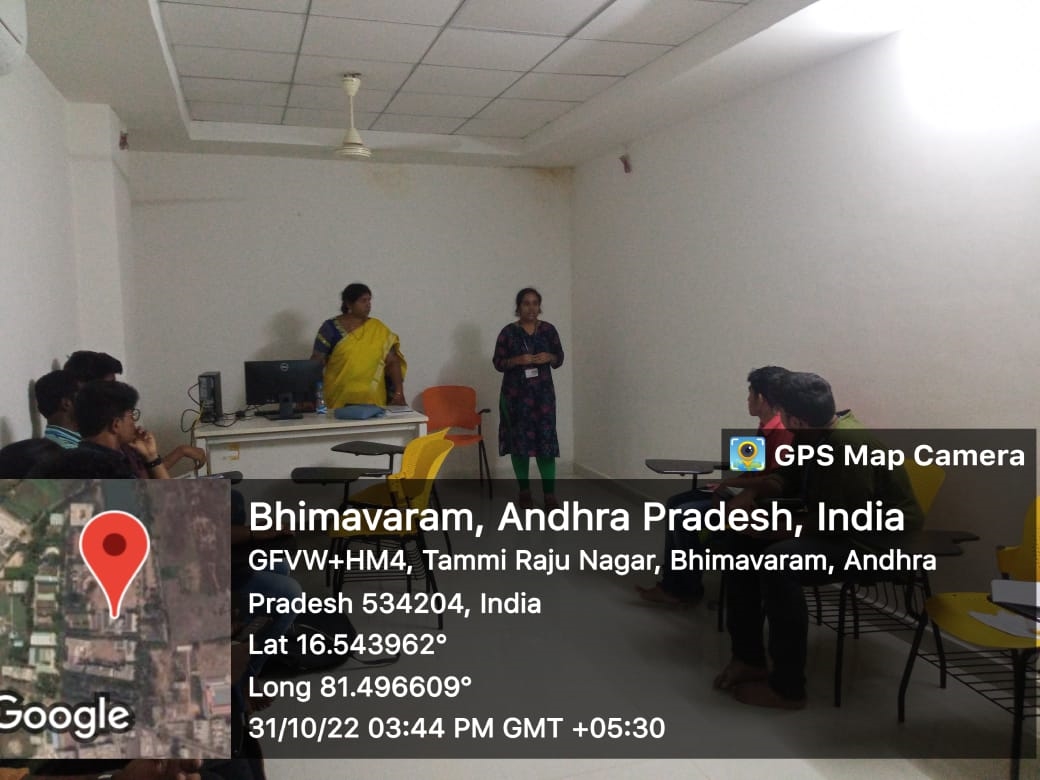 DELL
GPS Map Camera
Bhimavaram, Andhra Pradesh, India
GFVW+HM4, Tammi Raju Nagar, Bhimavaram, Andhra
Pradesh 534204, India
Lat 16.543962°
Long 81.496609°
31/10/22 03:44 PM GMT +05:30
Google